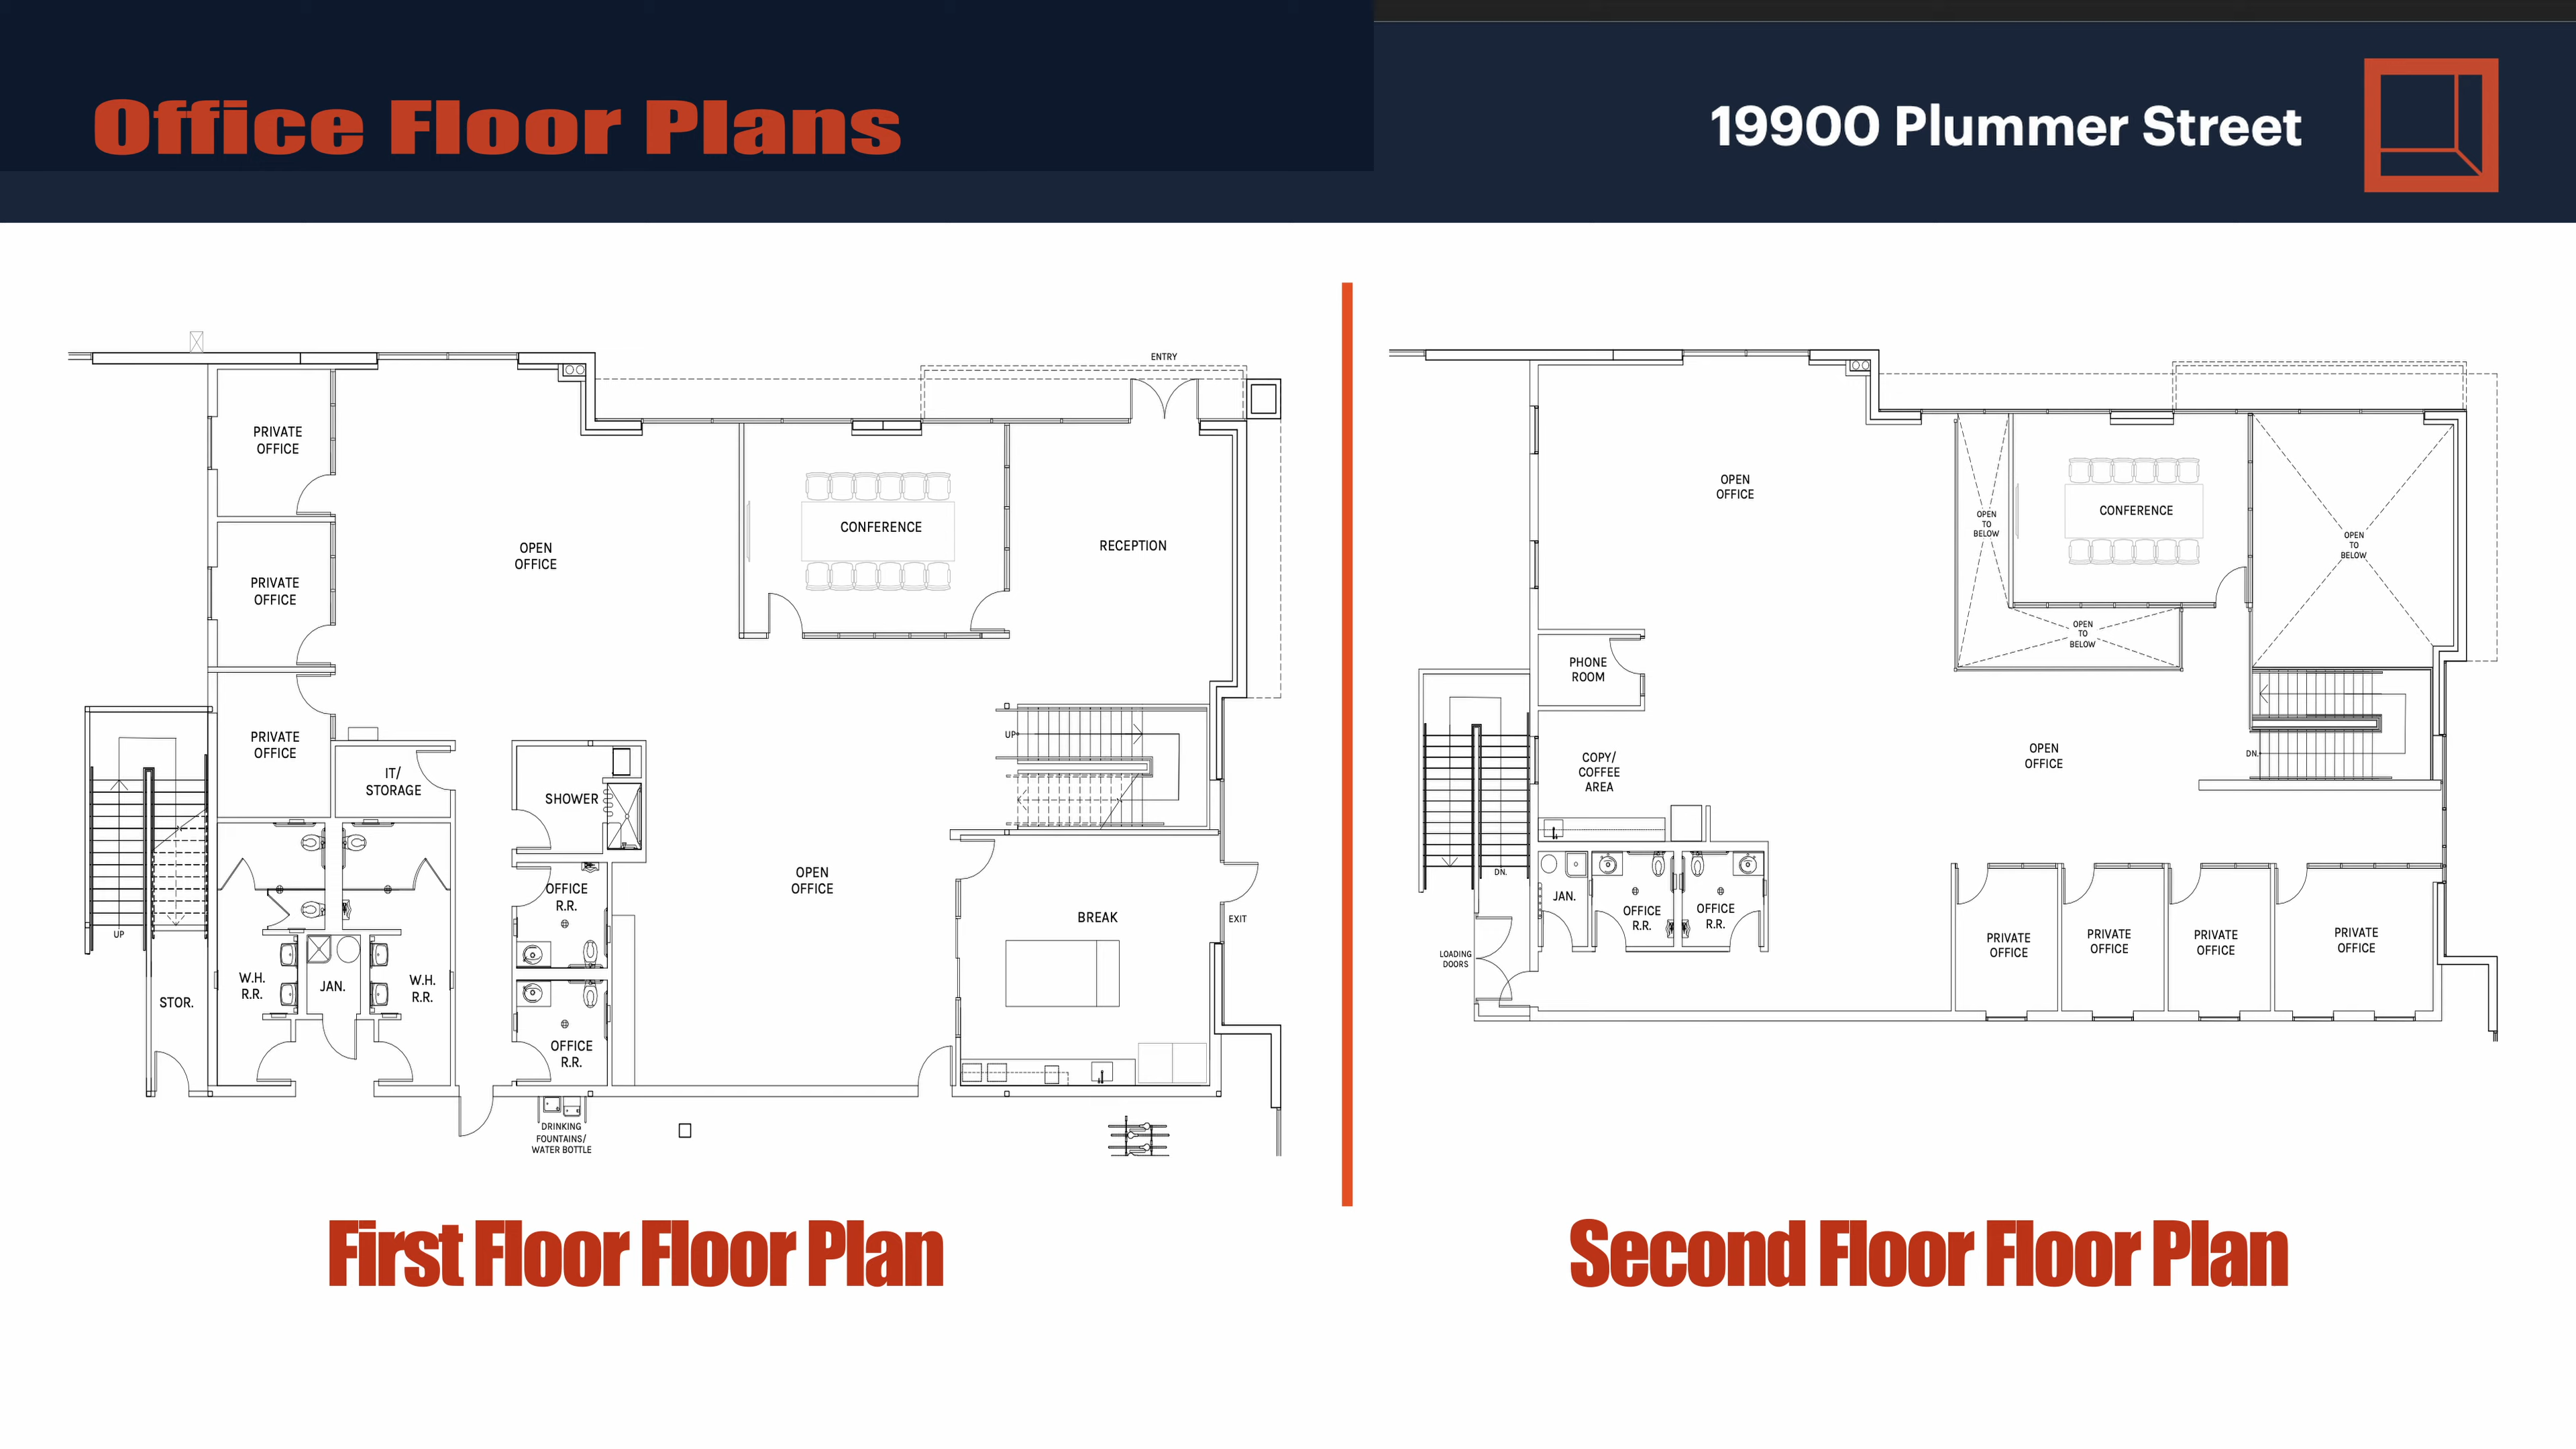 Office Floor Plans
19900 Plummer Street
ENTRY
PRIVATE
OFFICE
OPEN
OFFICE
CONFERENCE
RECEPTION
PRIVATE
OFFICE
PRIVATE
OFFICE
IT/
STORAGE
SHOWER
UP
UP
OPEN
OFFICE
OFFICE
R.R.
BREAK
EXIT
STOR.
W.H.
R.R.
JAN.
W.H.
R.R.
OFFICE
R.R.
DRINKING
FOUNTAINS/
WATER BOTTLE
First Floor Floor Plan
OPEN
OFFICE
OPEN
TO
BELOW
CONFERENCE
OPEN
TO
BELOW
OPEN
TO
BELOW
PHONE
ROOM
COPY/
COFFEE
AREA
OPEN
OFFICE
DN.
DN.
JAN.
OFFICE
R.R.
OFFICE
R.R.
LOADING
DOORS
PRIVATE
OFFICE
PRIVATE
OFFICE
PRIVATE
OFFICE
PRIVATE
OFFICE
Second Floor Floor Plan